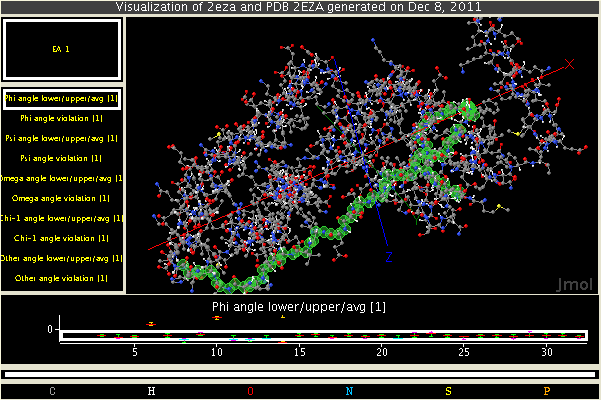 Visualization of 2eza and PDB 2EZA generated on Dec 8, 2011
EA 1
Phi angle lower/upper/avg [1]
Phi angle violation [1]
Psi angle lower/upper/avg [1]
Psi angle violation [1]
Omega angle lower/upper/avg [1]
Omega angle violation [1]
Chi-1 angle lower/upper/avg [1]
Chi-1 angle violation [1]
Other angle lower/upper/avg [1]
Other angle violation [1]
X
Z
Jmol
Phi angle lower/upper/avg [1]
0
5 10 15 20 25 30
C H O N S P